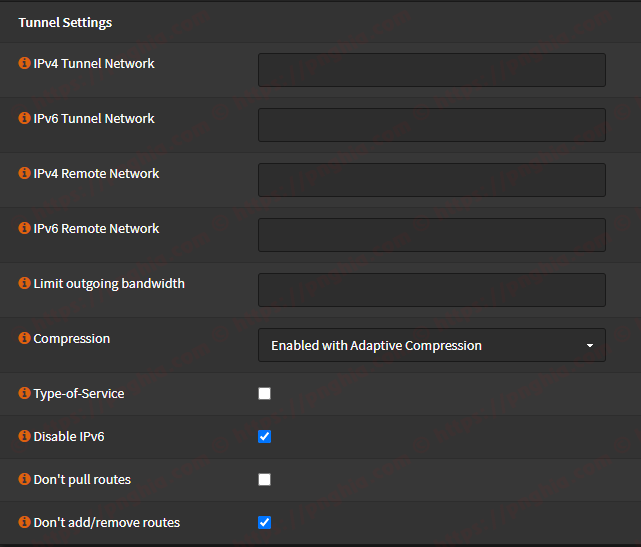 Tunnel Settings
IPv4 Tunnel Network
IPv6 Tunnel Network
IPv4 Remote Network
IPv6 Remote Network
Limit outgoing bandwidth
Compression
Enabled with Adaptive Compression
Type-of-Service
Disable IPv6
Don't pull routes
Don't add/remove routes